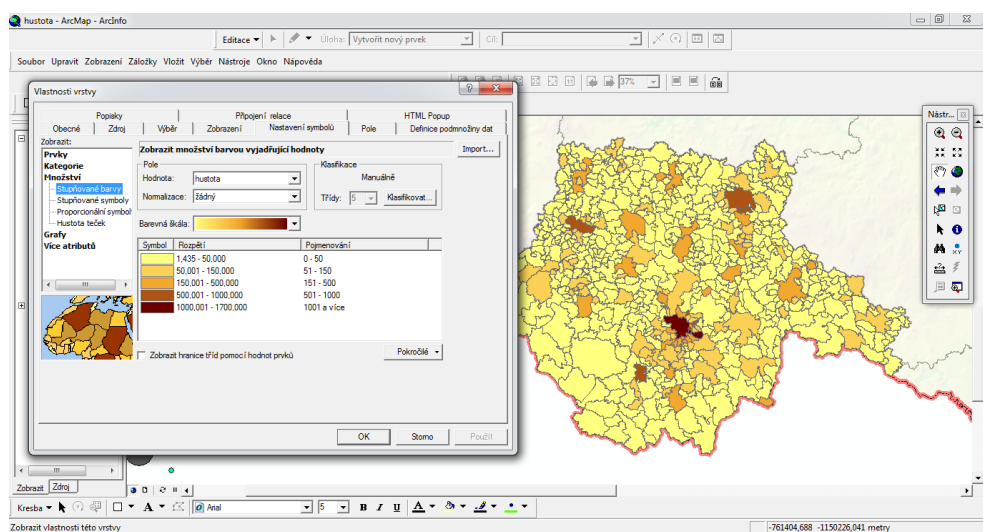 hustota - ArcMap - ArcInfo
Editace Úloha: Vytvořit nový prvek Cíl:
Soubor Upravit Zobrazení Záložky Vložit Výběr Nástroje Okno Nápověda
37%
Vlastnosti vrstvy
Popisky Připojení relace HTML Popup
Obecné Zdroj Výběr Zobrazení Nastavení symbolů Pole Definice podmnožiny dat
Zobrazit:
Prvky
Kategorie
Množství
Stupňované barvy
Stupňované symboly
Proporcionální symbol
Hustota teček
Grafy
Více atributů
Zobrazit množství barvou vyjadřující hodnoty Import...
Pole Klasifikace
Hodnota: hustota Manuálně
Normalizace: žádný Třídy: 5 Klasifikovat...
Barevná škála:
Symbol Rozpětí Pojmenování
1,435 - 50,000 0 - 50
50,001 - 150,000 51 - 150
150,001 - 500,000 151 - 500
500,001 - 1000,000 501 - 1000
1000,001 - 1700,000 1001 a více
Zobrazit hranice tříd pomocí hodnot prvků Pokročilé
OK Storno Použít
Nástr...
XY
Zobrazit Zdroj
Kresba A Arial 5 B I U A
Zobrazit vlastnosti této vrstvy -761404,688 -1150226,041 metry